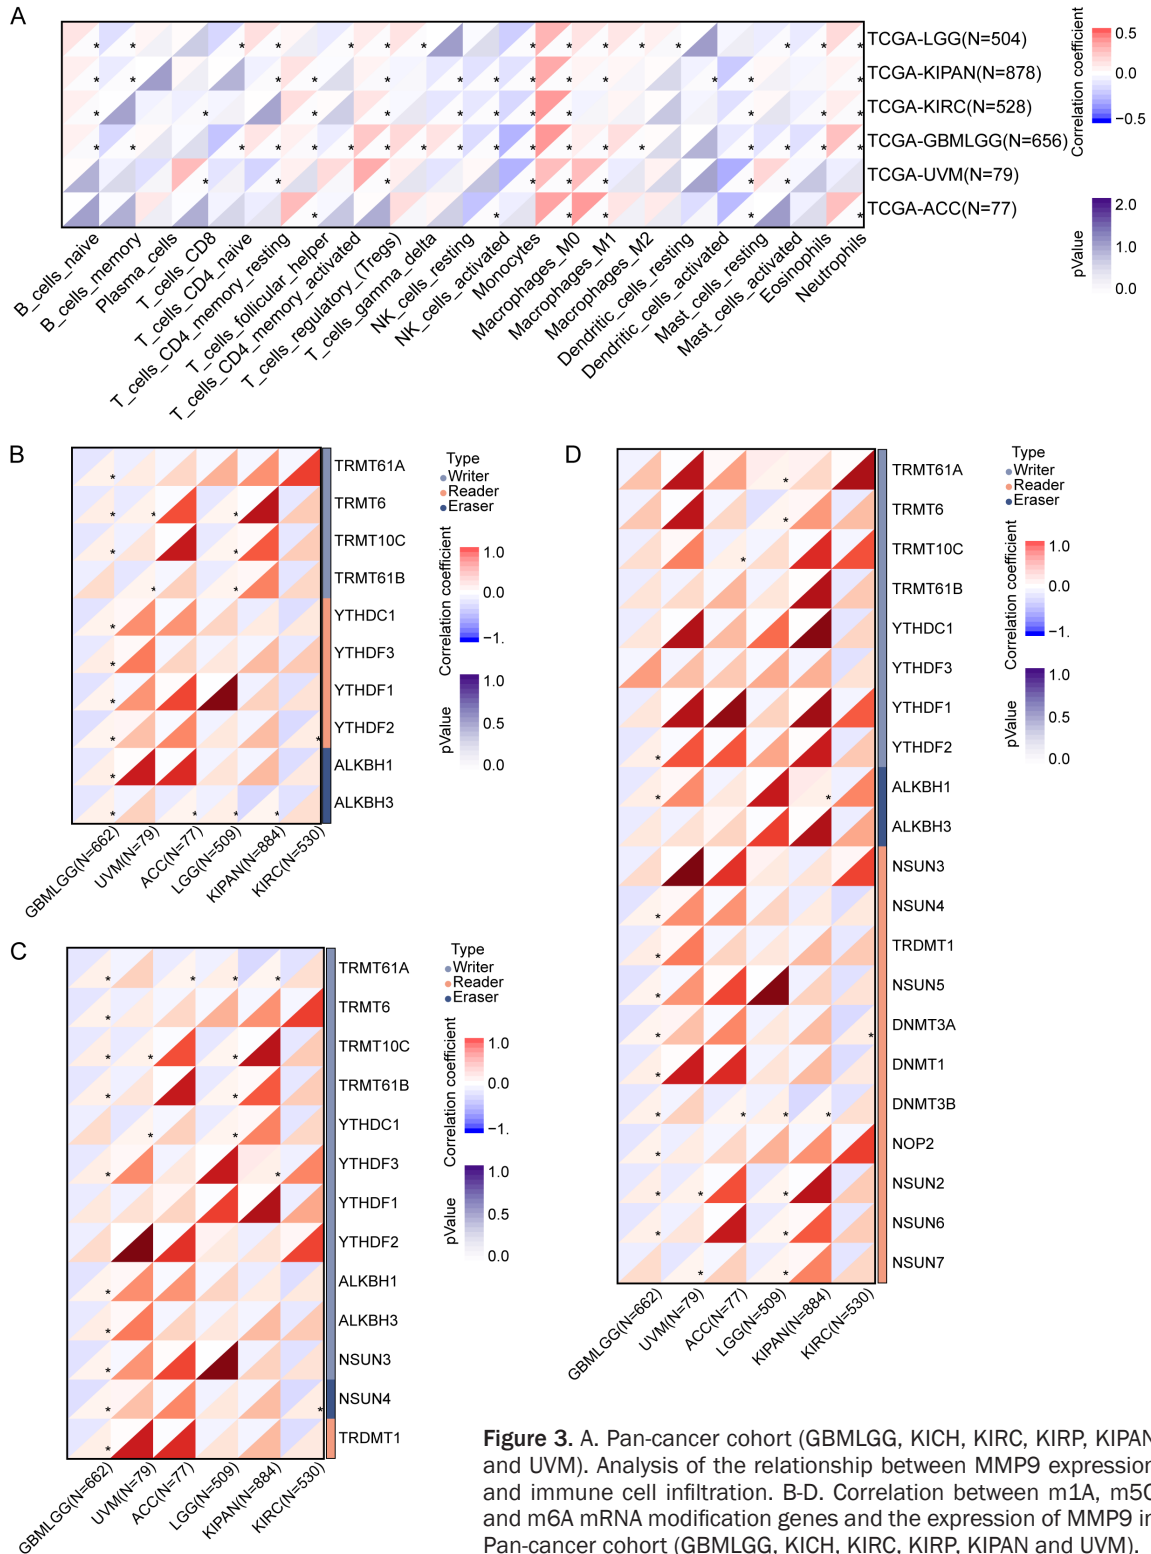 A
TCGA-LGG(N=504)
TCGA-KIPAN(N=878)
TCGA-KIRC(N=528)
TCGA-GBMLGG(N=656)
TCGA-UVM(N=79)
TCGA-ACC(N=77)
B_cells_naive
B_cells_memory
Plasma_cells
T_cells_CD8
T_cells_CD4_naive
T_cells_CD4_memory_resting
T_cells_follicular_helper
T_cells_CD4_memory_activated
T_cells_regulatory_(Tregs)
T_cells_gamma_delta
NK_cells_resting
NK_cells_activated
Monocytes
Macrophages_M0
Macrophages_M1
Macrophages_M2
Dendritic_cells_resting
Dendritic_cells_activated
Mast_cells_resting
Mast_cells_activated
Eosinophils
Neutrophils
Correlation coefficient
0.5
0.0
−0.5
pValue
2.0
1.0
0.0
B
TRMT61A
TRMT6
TRMT10C
TRMT61B
YTHDC1
YTHDF3
YTHDF1
YTHDF2
ALKBH1
ALKBH3
GBMLGG(N=662)
UVM(N=79)
ACC(N=77)
LGG(N=509)
KIPAN(N=884)
KIRC(N=530)
Type
Writer
Reader
Eraser
Correlation coefficient
1.0
0.0
−1.
pValue
1.0
0.5
0.0
C
TRMT61A
TRMT6
TRMT10C
TRMT61B
YTHDC1
YTHDF3
YTHDF1
YTHDF2
ALKBH1
ALKBH3
NSUN3
NSUN4
TRDMT1
GBMLGG(N=662)
UVM(N=79)
ACC(N=77)
LGG(N=509)
KIPAN(N=884)
KIRC(N=530)
Type
Writer
Reader
Eraser
Correlation coefficient
1.0
0.0
−1.
pValue
1.0
0.5
0.0
D
TRMT61A
TRMT6
TRMT10C
TRMT61B
YTHDC1
YTHDF3
YTHDF1
YTHDF2
ALKBH1
ALKBH3
NSUN3
NSUN4
TRDMT1
NSUN5
DNMT3A
DNMT1
DNMT3B
NOP2
NSUN2
NSUN6
NSUN7
GBMLGG(N=662)
UVM(N=79)
ACC(N=77)
LGG(N=509)
KIPAN(N=884)
KIRC(N=530)
Type
Writer
Reader
Eraser
Correlation coefficient
1.0
0.0
−1.
pValue
1.0
0.5
0.0
Figure 3. A. Pan-cancer cohort (GBMLGG, KICH, KIRC, KIRP, KIPAN
and UVM). Analysis of the relationship between MMP9 expression
and immune cell infiltration. B-D. Correlation between m1A, m5C
and m6A mRNA modification genes and the expression of MMP9 in
Pan-cancer cohort (GBMLGG, KICH, KIRC, KIRP, KIPAN and UVM).